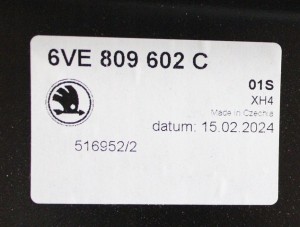 6VE 809 602 C
01S
XH4
Made in Czechia
datum: 15.02.2024
516952/2